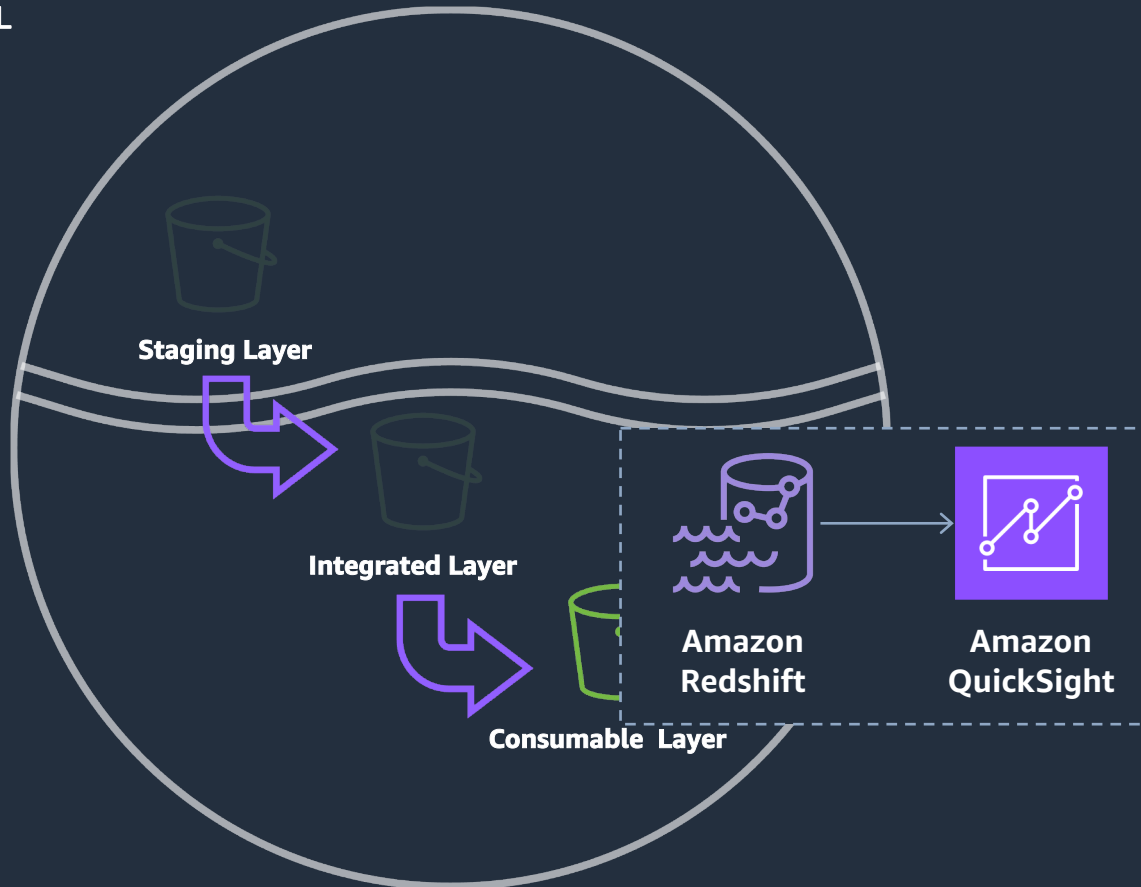 L
Staging Layer
Integrated Layer
Amazon
Redshift
Amazon
QuickSight
Consumable  Layer